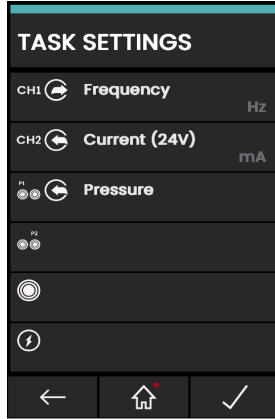 TASK SETTINGS
CH1 Frequency
Hz
CH2 Current (24V)
mA
P1 Pressure
P2